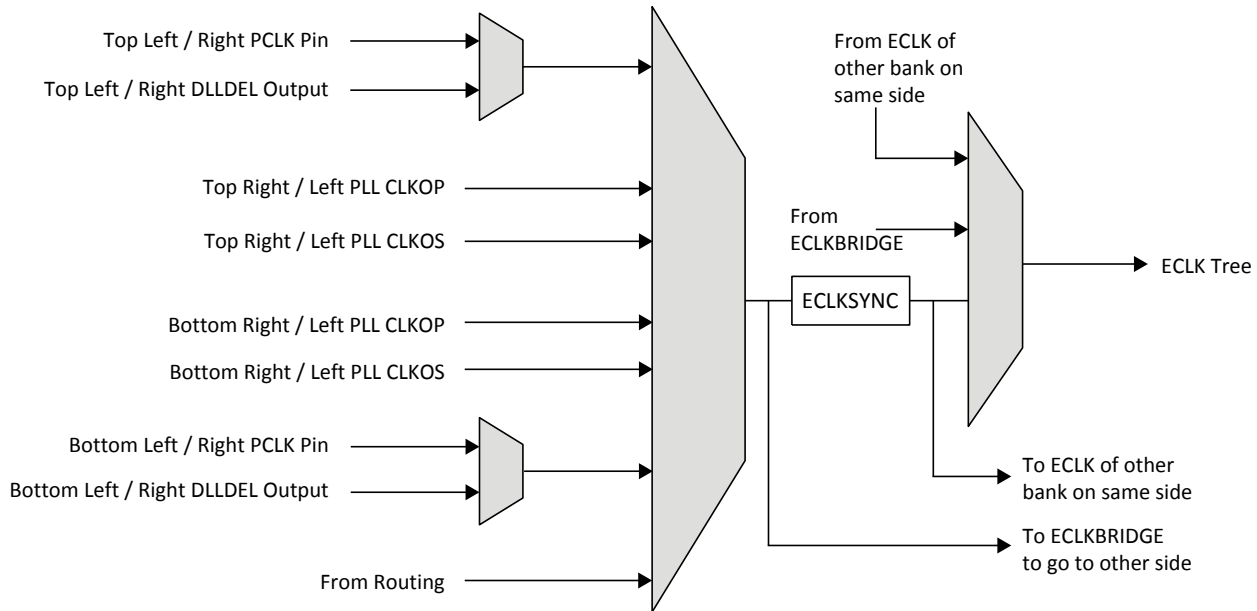 Top Left / Right PCLK Pin
Top Left / Right DLLDEL Output
Top Right / Left PLL CLKOP
Top Right / Left PLL CLKOS
Bottom Right / Left PLL CLKOP
Bottom Right / Left PLL CLKOS
Bottom Left / Right PCLK Pin
Bottom Left / Right DLLDEL Output
From Routing
From ECLK of
other bank on
same side
From
ECLKBRIDGE
ECLKSYNC
ECLK Tree
To ECLK of other
bank on same side
To ECLKBRIDGE
to go to other side